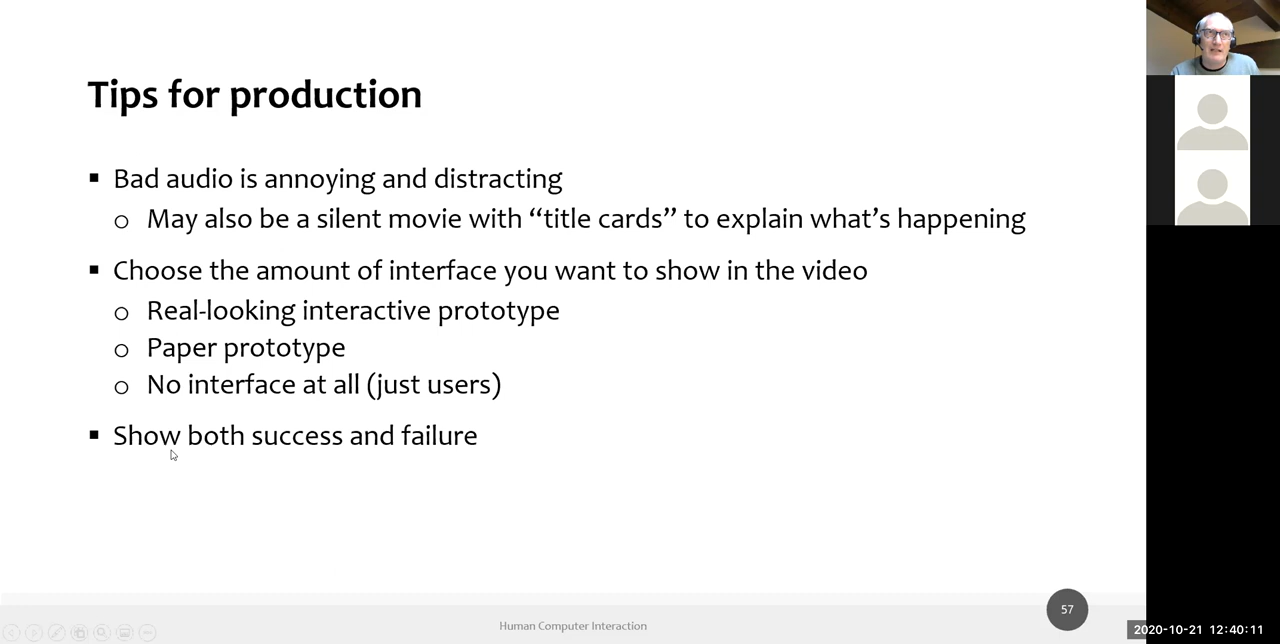 Tips for production
▪ Bad audio is annoying and distracting
o May also be a silent movie with “title cards” to explain what’s happening
▪ Choose the amount of interface you want to show in the video
o Real-looking interactive prototype
o Paper prototype
o No interface at all (just users)
▪ Show both success and failure
Human Computer Interaction
57
2020-10-21 12:40:11